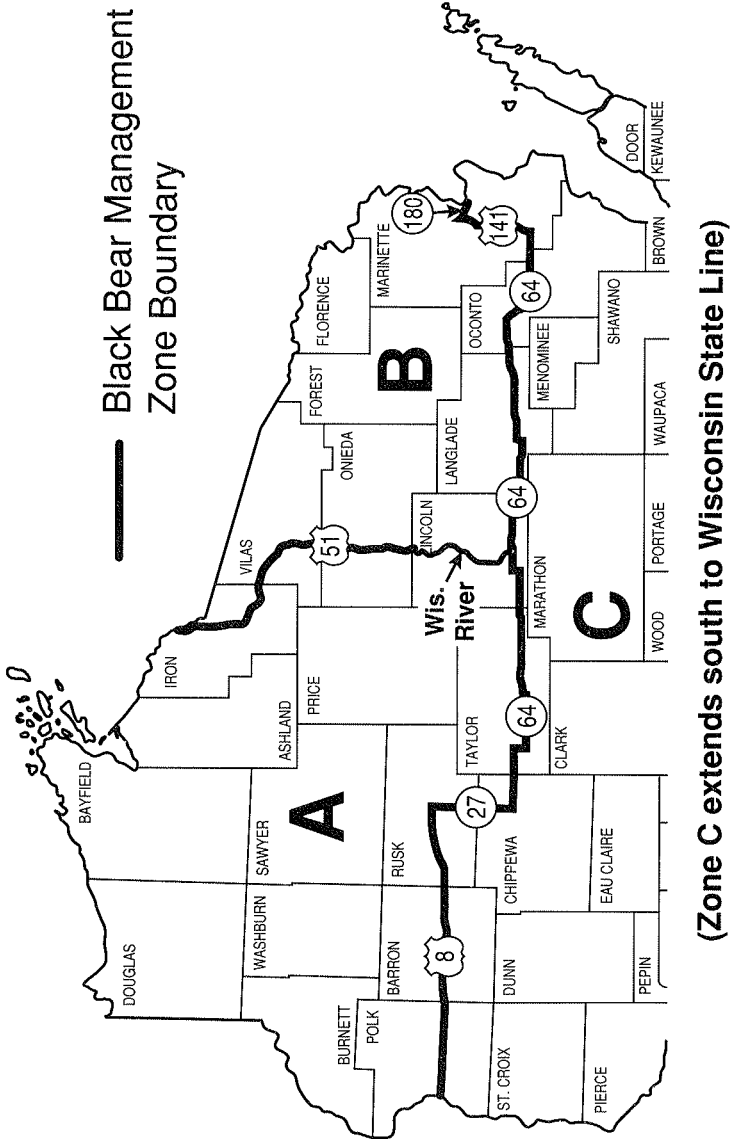 Black Bear Management
Zone Boundary
DOUGLAS
BAYFIELD
IRON
VILAS
ASHLAND
WASHBURN
SAWYER
BURNETT
POLK
BARRON
RUSK
PRICE
ONIEDA
FOREST
FLORENCE
MARINETTE
A
B
51
180
8
27
Wis.
River
INCOLN
LANGLADE
OCONTO
141
TAYLOR
64
64
64
ST. CROIX
DUNN
CHIPPEWA
CLARK
MARATHON
MENOMINEE
SHAWANO
DOOR
KEWAUNEE
BROWN
PIERCE
PEPIN
EAU CLAIRE
C
WOOD
PORTAGE
WAUPACA
(Zone C extends south to Wisconsin State Line)